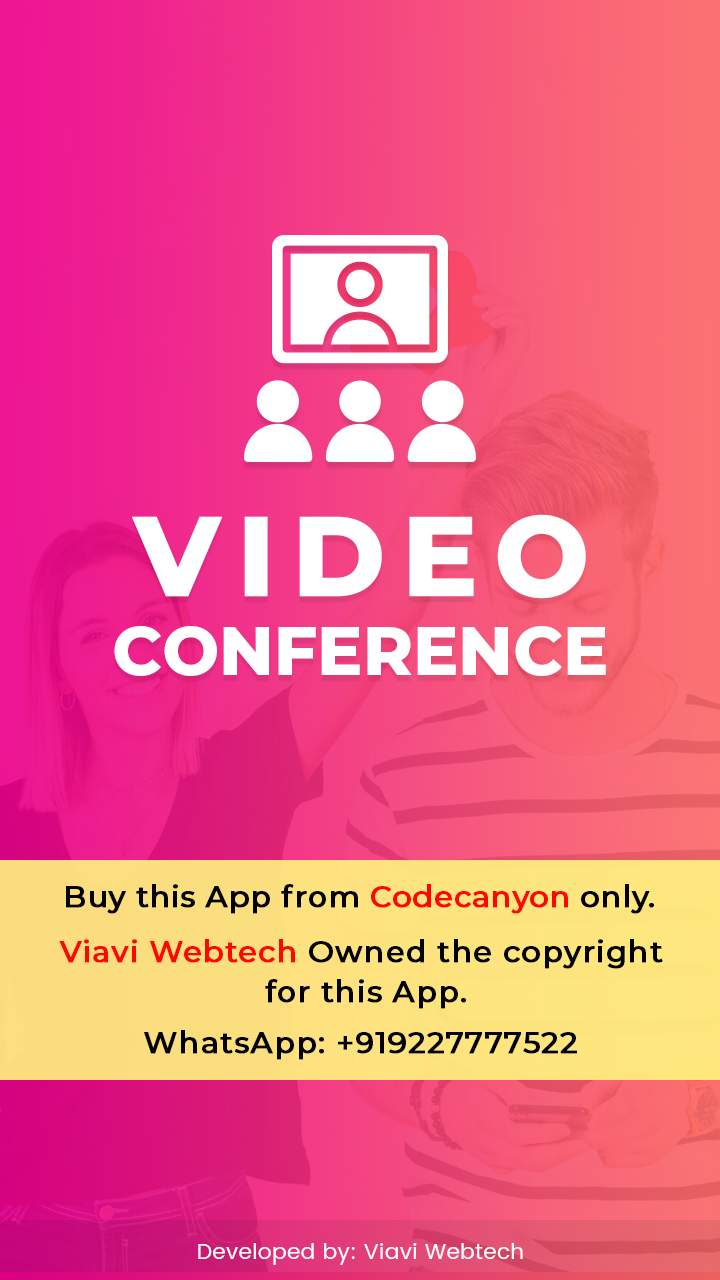 VIDEO
CONFERENCE
Buy this App from Codecanyon only.
Viavi Webtech Owned the copyright
for this App.
WhatsApp: +919227777522
Developed by: Viavi Webtech